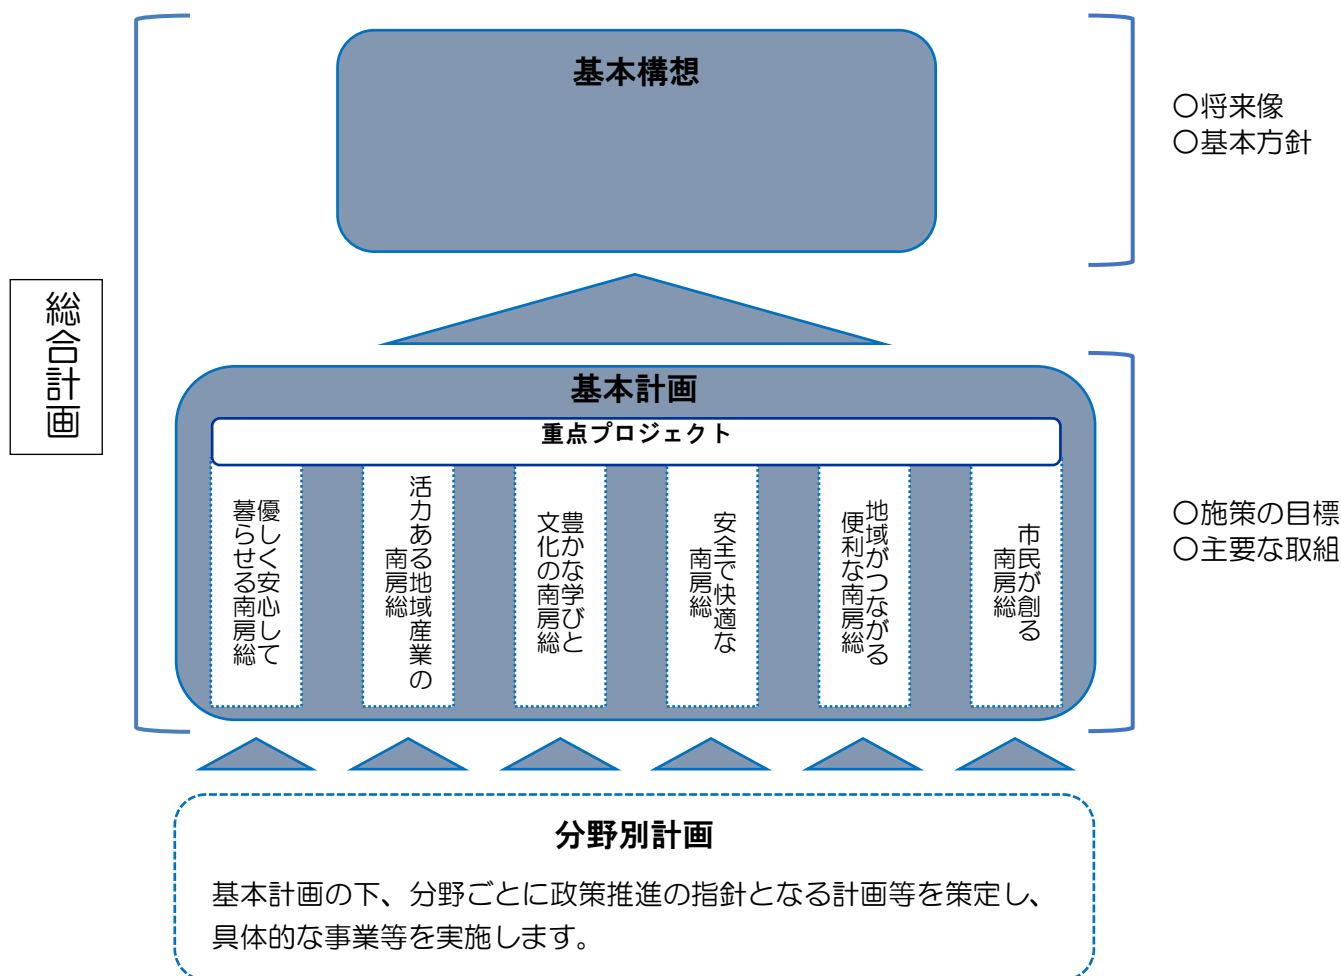 基本構想
〇将来像
〇基本方針
総合計画
基本計画
重点プロジェクト
優しく安心して
暮らせる南房総
活力ある地域産業の
南房総
豊かな学びと
文化の南房総
安全で快適な
南房総
地域がつながる
便利な南房総
市民が創る
南房総
〇施策の目標
〇主要な取組
分野別計画
基本計画の下、分野ごとに政策推進の指針となる計画等を策定し、
具体的な事業等を実施します。